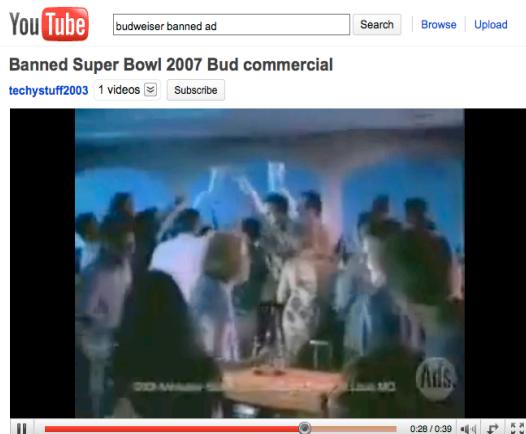 YouTube
budweiser banned ad
Search
Browse
Upload
Banned Super Bowl 2007 Bud commercial
techystuff2003
1 videos
Subscribe
Ads.
0:28 / 0:39